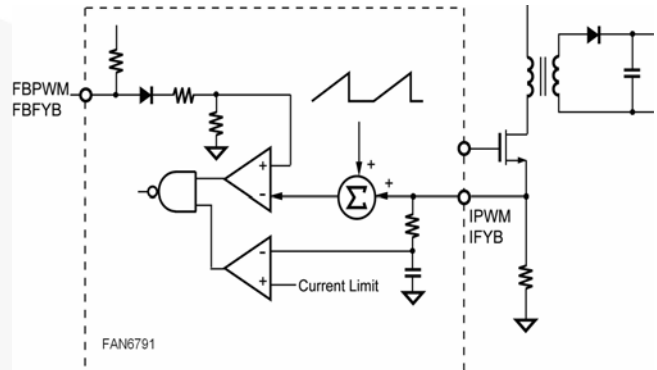 FBPWM
FBFYB
+
-
+
+
Σ
IPWM
IFYB
-
+
Current Limit
FAN6791